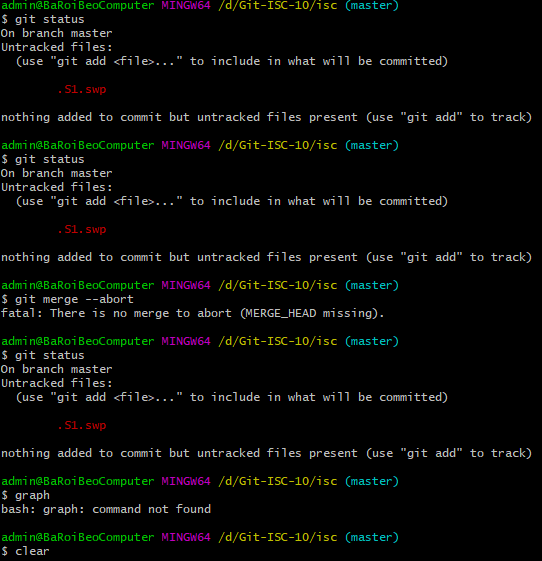 admin@BaRoiBeoComputer MINGW64 /d/Git-ISC-10/isc (master)
$ git status
On branch master
Untracked files:
  (use "git add <file>..." to include in what will be committed)

        .S1.swp

nothing added to commit but untracked files present (use "git add" to track)

admin@BaRoiBeoComputer MINGW64 /d/Git-ISC-10/isc (master)
$ git status
On branch master
Untracked files:
  (use "git add <file>..." to include in what will be committed)

        .S1.swp

nothing added to commit but untracked files present (use "git add" to track)

admin@BaRoiBeoComputer MINGW64 /d/Git-ISC-10/isc (master)
$ git merge --abort
fatal: There is no merge to abort (MERGE_HEAD missing).

admin@BaRoiBeoComputer MINGW64 /d/Git-ISC-10/isc (master)
$ git status
On branch master
Untracked files:
  (use "git add <file>..." to include in what will be committed)

        .S1.swp

nothing added to commit but untracked files present (use "git add" to track)

admin@BaRoiBeoComputer MINGW64 /d/Git-ISC-10/isc (master)
$ graph
bash: graph: command not found

admin@BaRoiBeoComputer MINGW64 /d/Git-ISC-10/isc (master)
$ clear